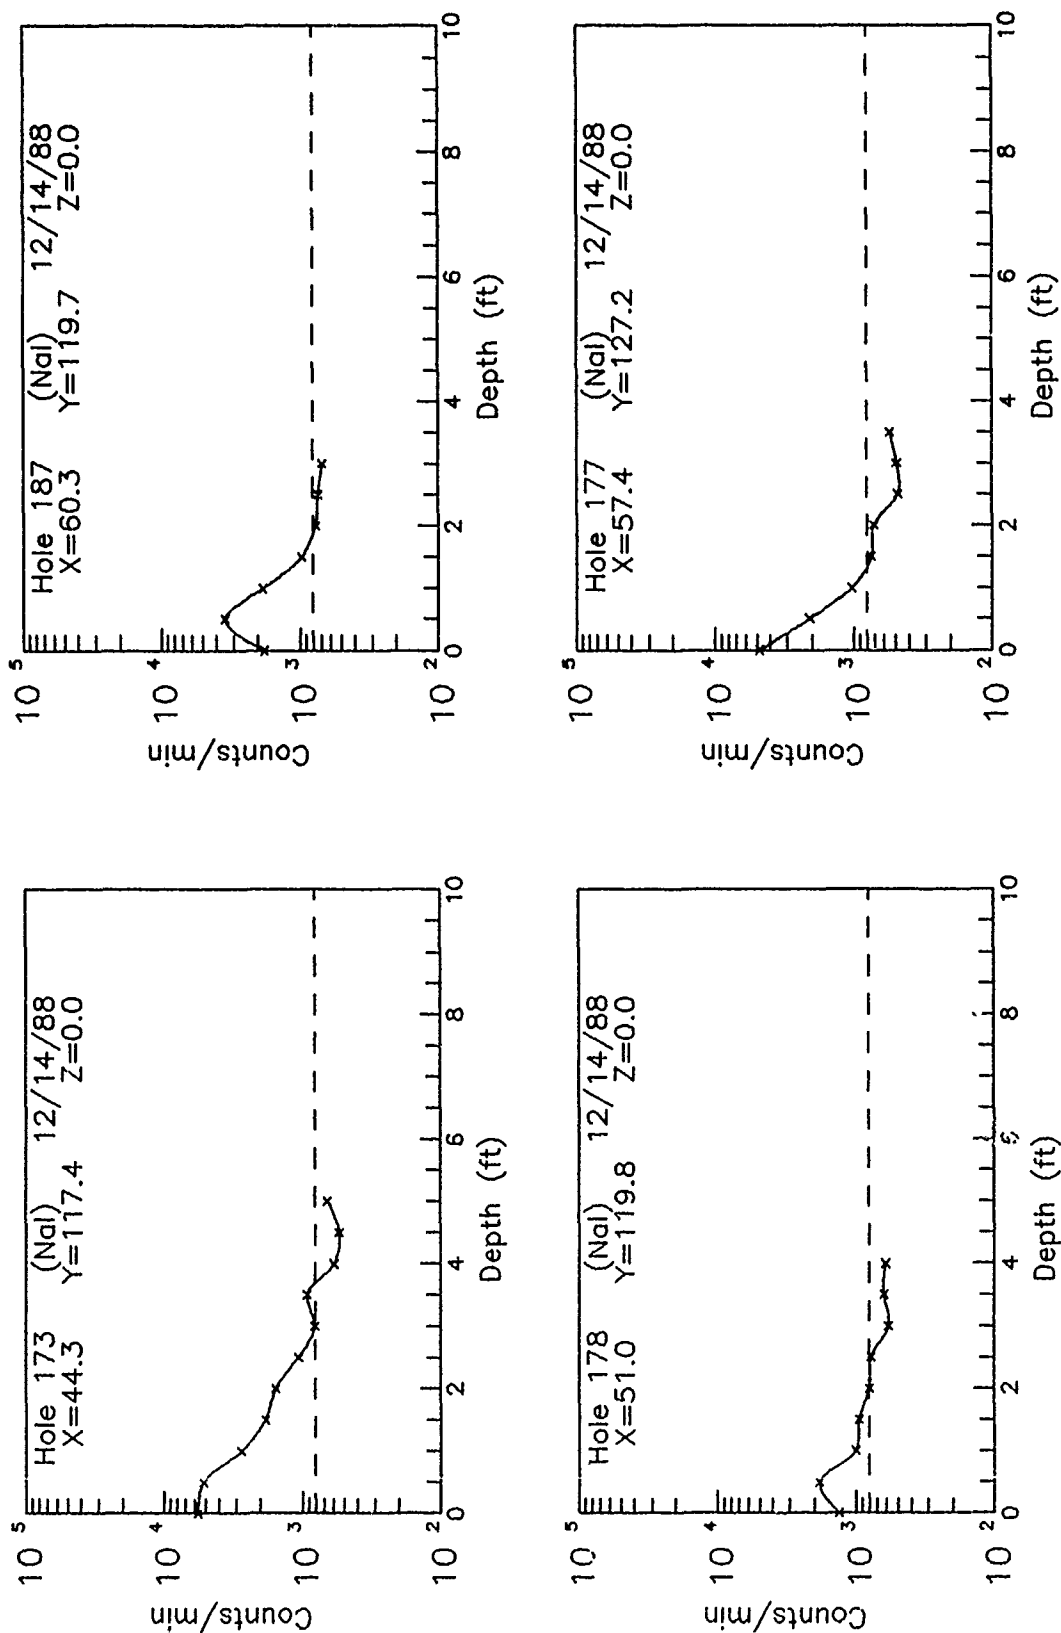 Hole 173 (NaI) 12/14/88
X=44.3 Y=117.4 Z=0.0
10 5
10 4
10 3
10 2
Counts/min
0 2 4 6 8 10
Depth (ft)
Hole 187 (NaI) 12/14/88
X=60.3 Y=119.7 Z=0.0
10 5
10 4
10 3
10 2
Counts/min
0 2 4 6 8 10
Depth (ft)
Hole 178 (NaI) 12/14/88
X=51.0 Y=119.8 Z=0.0
10 5
10 4
10 3
10 2
Counts/min
0 2 4 6 8 10
Depth (ft)
Hole 177 (NaI) 12/14/88
X=57.4 Y=127.2 Z=0.0
10 5
10 4
10 3
10 2
Counts/min
0 2 4 6 8 10
Depth (ft)